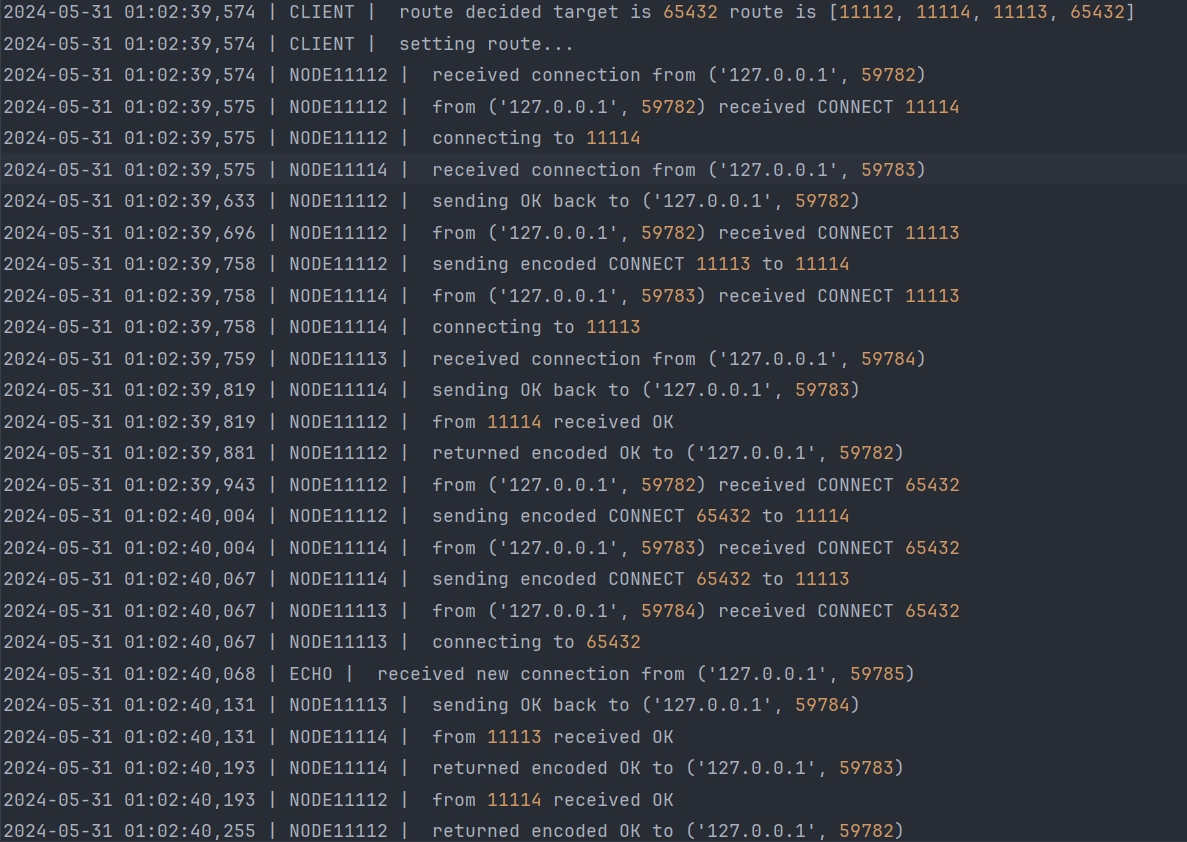 2024-05-31 01:02:39,574 | CLIENT |  route decided target is 65432 route is [11112, 11114, 11113, 65432]
2024-05-31 01:02:39,574 | CLIENT |  setting route...
2024-05-31 01:02:39,574 | NODE11112 |  received connection from ('127.0.0.1', 59782)
2024-05-31 01:02:39,575 | NODE11112 |  from ('127.0.0.1', 59782) received CONNECT 11114
2024-05-31 01:02:39,575 | NODE11112 |  connecting to 11114
2024-05-31 01:02:39,575 | NODE11114 |  received connection from ('127.0.0.1', 59783)
2024-05-31 01:02:39,633 | NODE11112 |  sending OK back to ('127.0.0.1', 59782)
2024-05-31 01:02:39,696 | NODE11112 |  from ('127.0.0.1', 59782) received CONNECT 11113
2024-05-31 01:02:39,758 | NODE11112 |  sending encoded CONNECT 11113 to 11114
2024-05-31 01:02:39,758 | NODE11114 |  from ('127.0.0.1', 59783) received CONNECT 11113
2024-05-31 01:02:39,758 | NODE11114 |  connecting to 11113
2024-05-31 01:02:39,759 | NODE11113 |  received connection from ('127.0.0.1', 59784)
2024-05-31 01:02:39,819 | NODE11114 |  sending OK back to ('127.0.0.1', 59783)
2024-05-31 01:02:39,819 | NODE11112 |  from 11114 received OK
2024-05-31 01:02:39,881 | NODE11112 |  returned encoded OK to ('127.0.0.1', 59782)
2024-05-31 01:02:39,943 | NODE11112 |  from ('127.0.0.1', 59782) received CONNECT 65432
2024-05-31 01:02:40,004 | NODE11112 |  sending encoded CONNECT 65432 to 11114
2024-05-31 01:02:40,004 | NODE11114 |  from ('127.0.0.1', 59783) received CONNECT 65432
2024-05-31 01:02:40,067 | NODE11114 |  sending encoded CONNECT 65432 to 11113
2024-05-31 01:02:40,067 | NODE11113 |  from ('127.0.0.1', 59784) received CONNECT 65432
2024-05-31 01:02:40,067 | NODE11113 |  connecting to 65432
2024-05-31 01:02:40,068 | ECHO |  received new connection from ('127.0.0.1', 59785)
2024-05-31 01:02:40,131 | NODE11113 |  sending OK back to ('127.0.0.1', 59784)
2024-05-31 01:02:40,131 | NODE11114 |  from 11113 received OK
2024-05-31 01:02:40,193 | NODE11114 |  returned encoded OK to ('127.0.0.1', 59783)
2024-05-31 01:02:40,193 | NODE11112 |  from 11114 received OK
2024-05-31 01:02:40,255 | NODE11112 |  returned encoded OK to ('127.0.0.1', 59782)